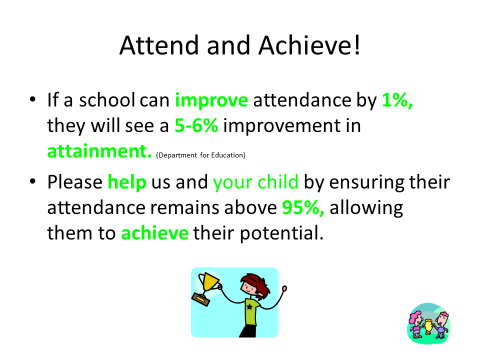 Attend and Achieve!
• If a school can improve attendance by 1%,
they will see a 5-6% improvement in
attainment. (Department for Education)
• Please help us and your child by ensuring their
attendance remains above 95%, allowing
them to achieve their potential.